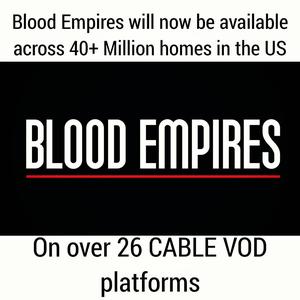 Blood Empires will now be available
across 40+ Million homes in the US
BLOOD EMPIRES
On over 26 CABLE VOD
platforms